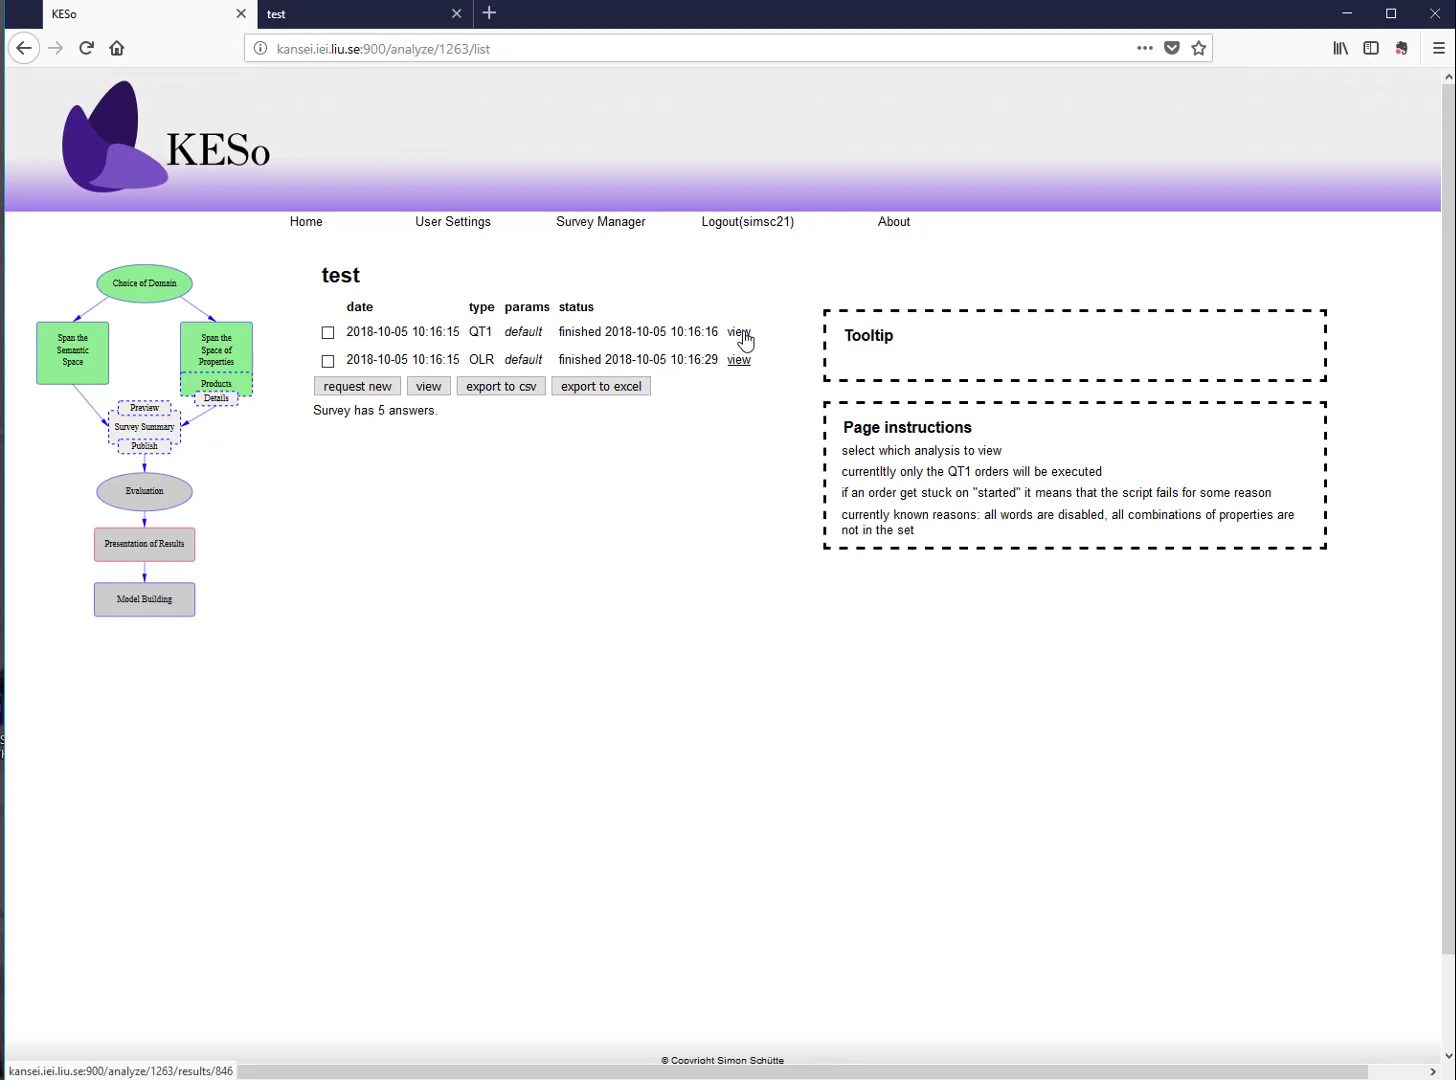 KESo
test
kansei.iei.liu.se:900/analyze/1263/list
KESo
Home User Settings Survey Manager Logout(simsc21) About
Choice of Domain
Span the
Semantic
Space
Span the
Space of
Properties
Products
Details
Preview
Survey Summary
Publish
Evaluation
Presentation of Results
Model Building
test
date type params status
2018-10-05 10:16:15 QT1 default finished 2018-10-05 10:16:16 view
2018-10-05 10:16:15 OLR default finished 2018-10-05 10:16:29 view
request new view export to csv export to excel
Survey has 5 answers.
Tooltip
Page instructions
select which analysis to view
currentltly only the QT1 orders will be executed
if an order get stuck on "started" it means that the script fails for some reason
currently known reasons: all words are disabled, all combinations of properties are
not in the set
© Copyright Simon Schütte
kansei.iei.liu.se:900/analyze/1263/results/846